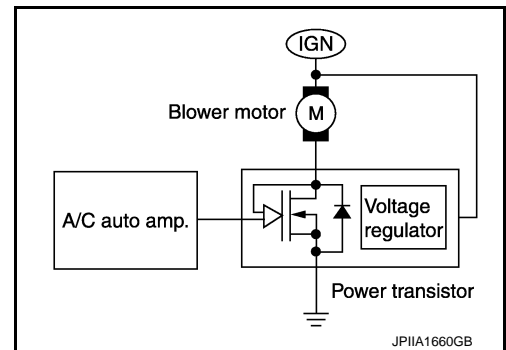 IGN
Blower motor
M
A/C auto amp.
Voltage
regulator
Power transistor
JPIIA1660GB